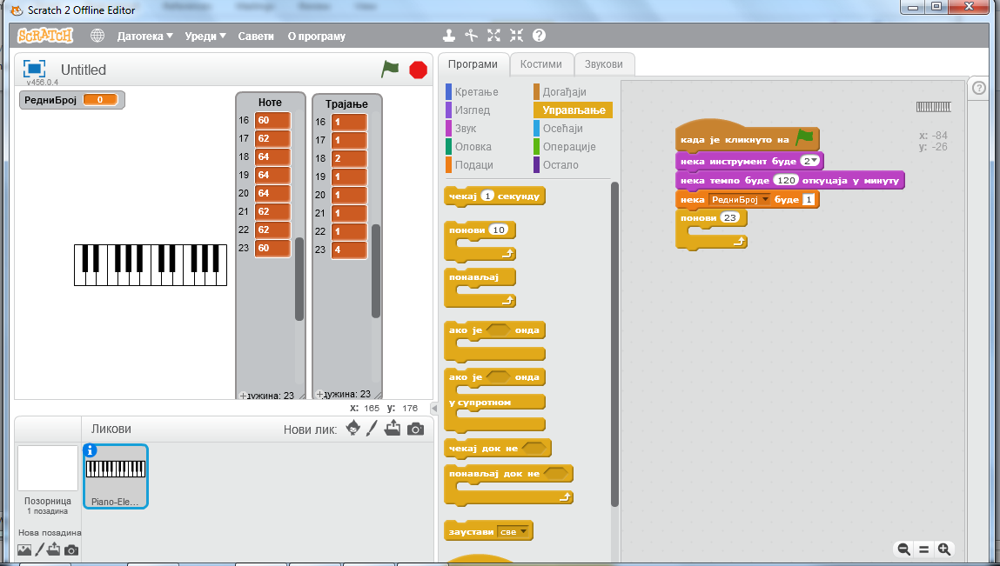 Scratch 2 Offline Editor
SCRATCH Датотека Уреди Савети О програму
Untitled
v456.0.4
РедниБрој 0
Ноте
16 60
17 62
18 64
19 64
20 64
21 62
22 62
23 60
дужина: 23
Трајање
16 1
17 1
18 2
19 1
20 1
21 1
22 1
23 4
дужина: 23
x: 165 y: 176
Ликови
Нови лик:
Позорница
1 позадина
Нова позадина
Piano-Ele...
Програми Костими Звукови
Кретање Догађаји
Изглед Управљање
Звук Осећаји
Оловка Операције
Подаци Остало
чекај 1 секунду
понови 10
понављај
ако је онда
ако је онда
у супротном
чекај док не
понављај док не
заустави све
када је кликнуто на
нека инструмент буде 2
нека темпо буде 120 откуцаја у минуту
нека РедниБрој буде 1
понови 23
x: -84
y: -26